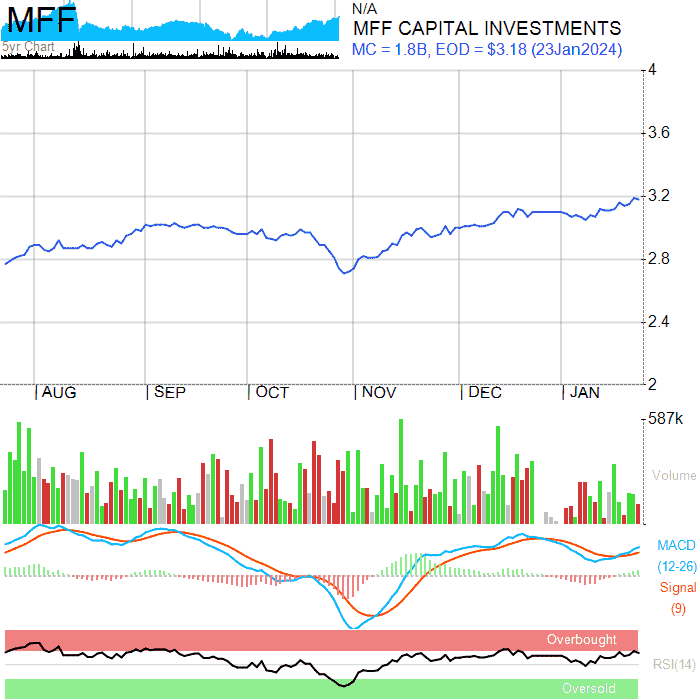 MFF
5yr Chart
N/A
MFF CAPITAL INVESTMENTS
MC = 1.8B, EOD = $3.18 (23Jan2024)
4
3.6
3.2
2.8
2.4
2
| AUG | SEP | OCT | NOV | DEC | JAN
587k
Volume
MACD
(12-26)
Signal
(9)
Overbought
RSI(14)
Oversold